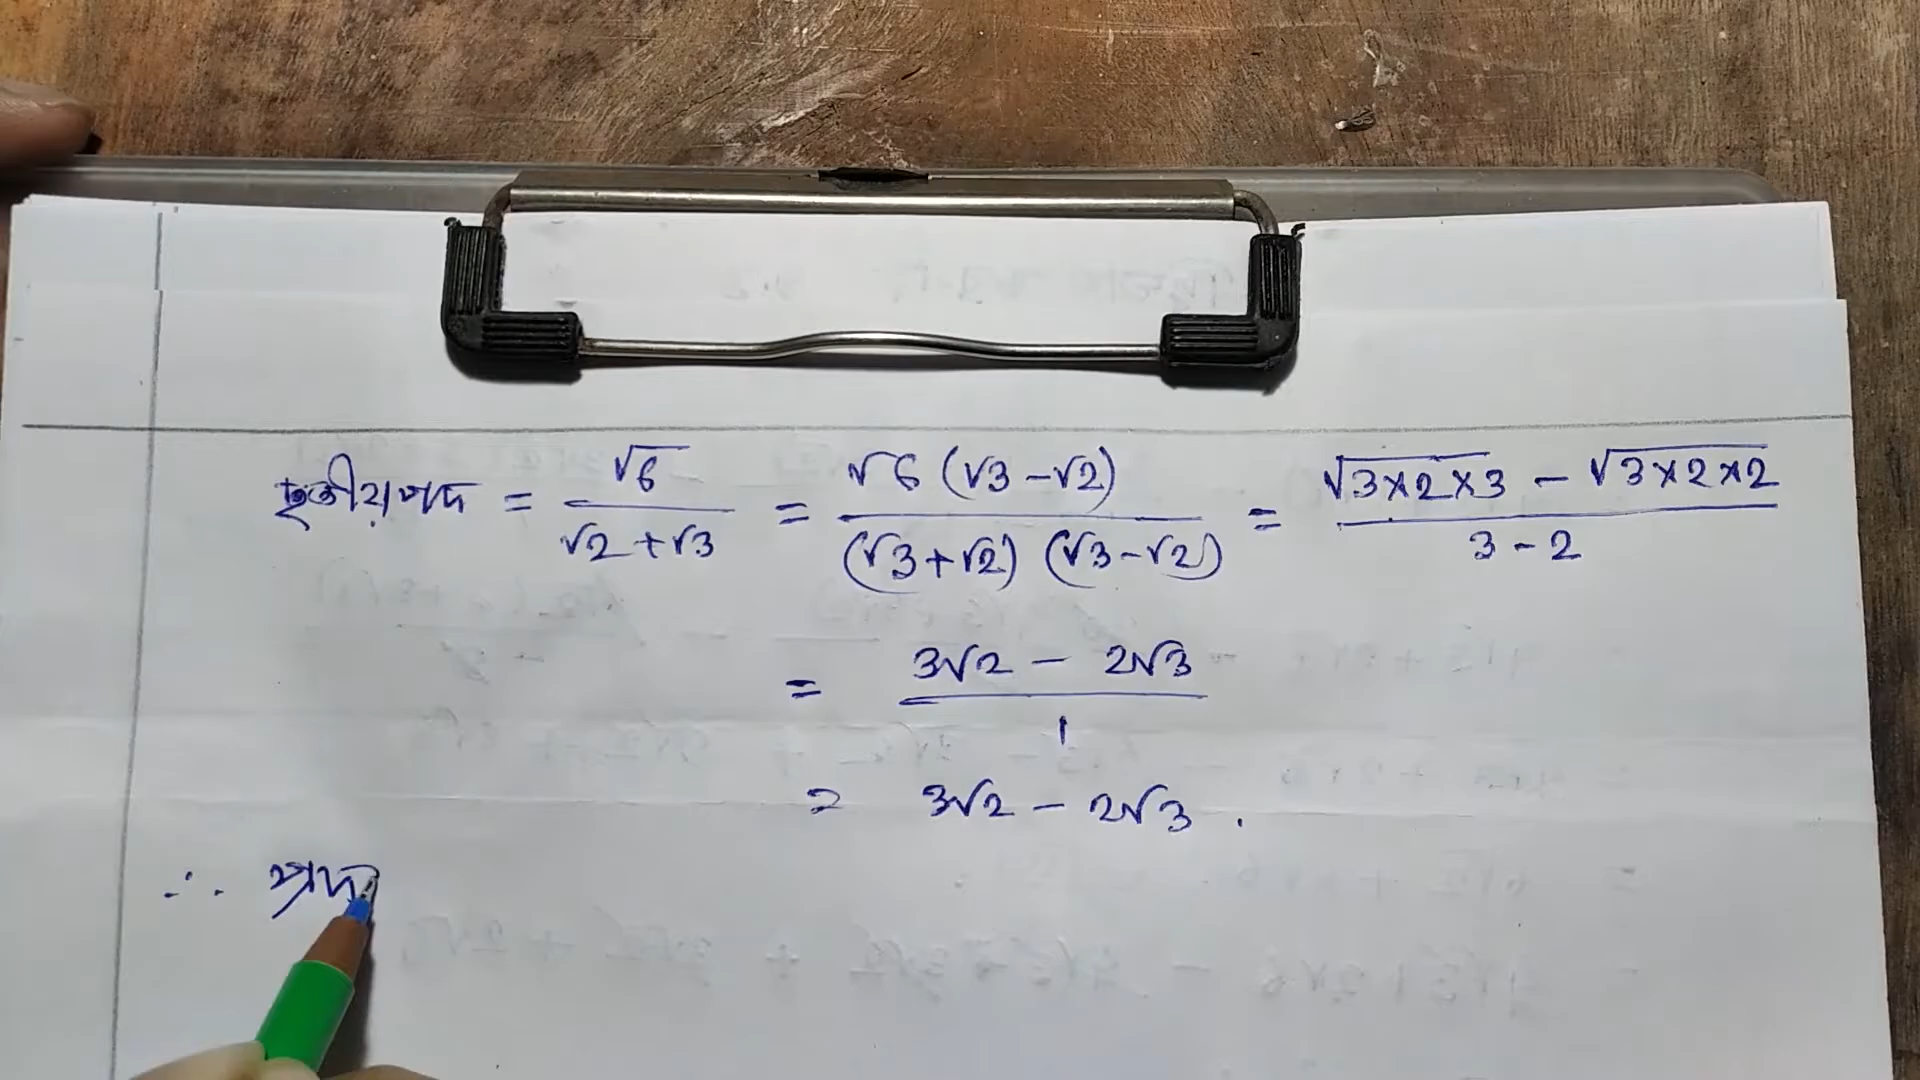 তৃতীয় পদ = √6 / (√2 + √3) = √6 (√3 - √2) / (√3 + √2) (√3 - √2) = (√3×2×3 - √3×2×2) / (3 - 2)
= (3√2 - 2√3) / 1
= 3√2 - 2√3 .
∴ প্রদ